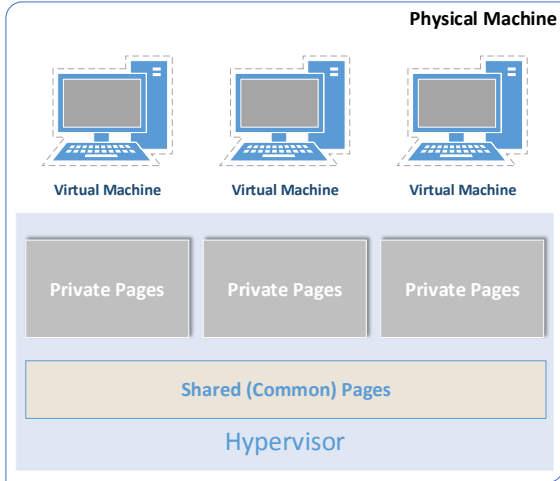 Physical Machine
Virtual Machine
Virtual Machine
Virtual Machine
Private Pages
Private Pages
Private Pages
Shared (Common) Pages
Hypervisor